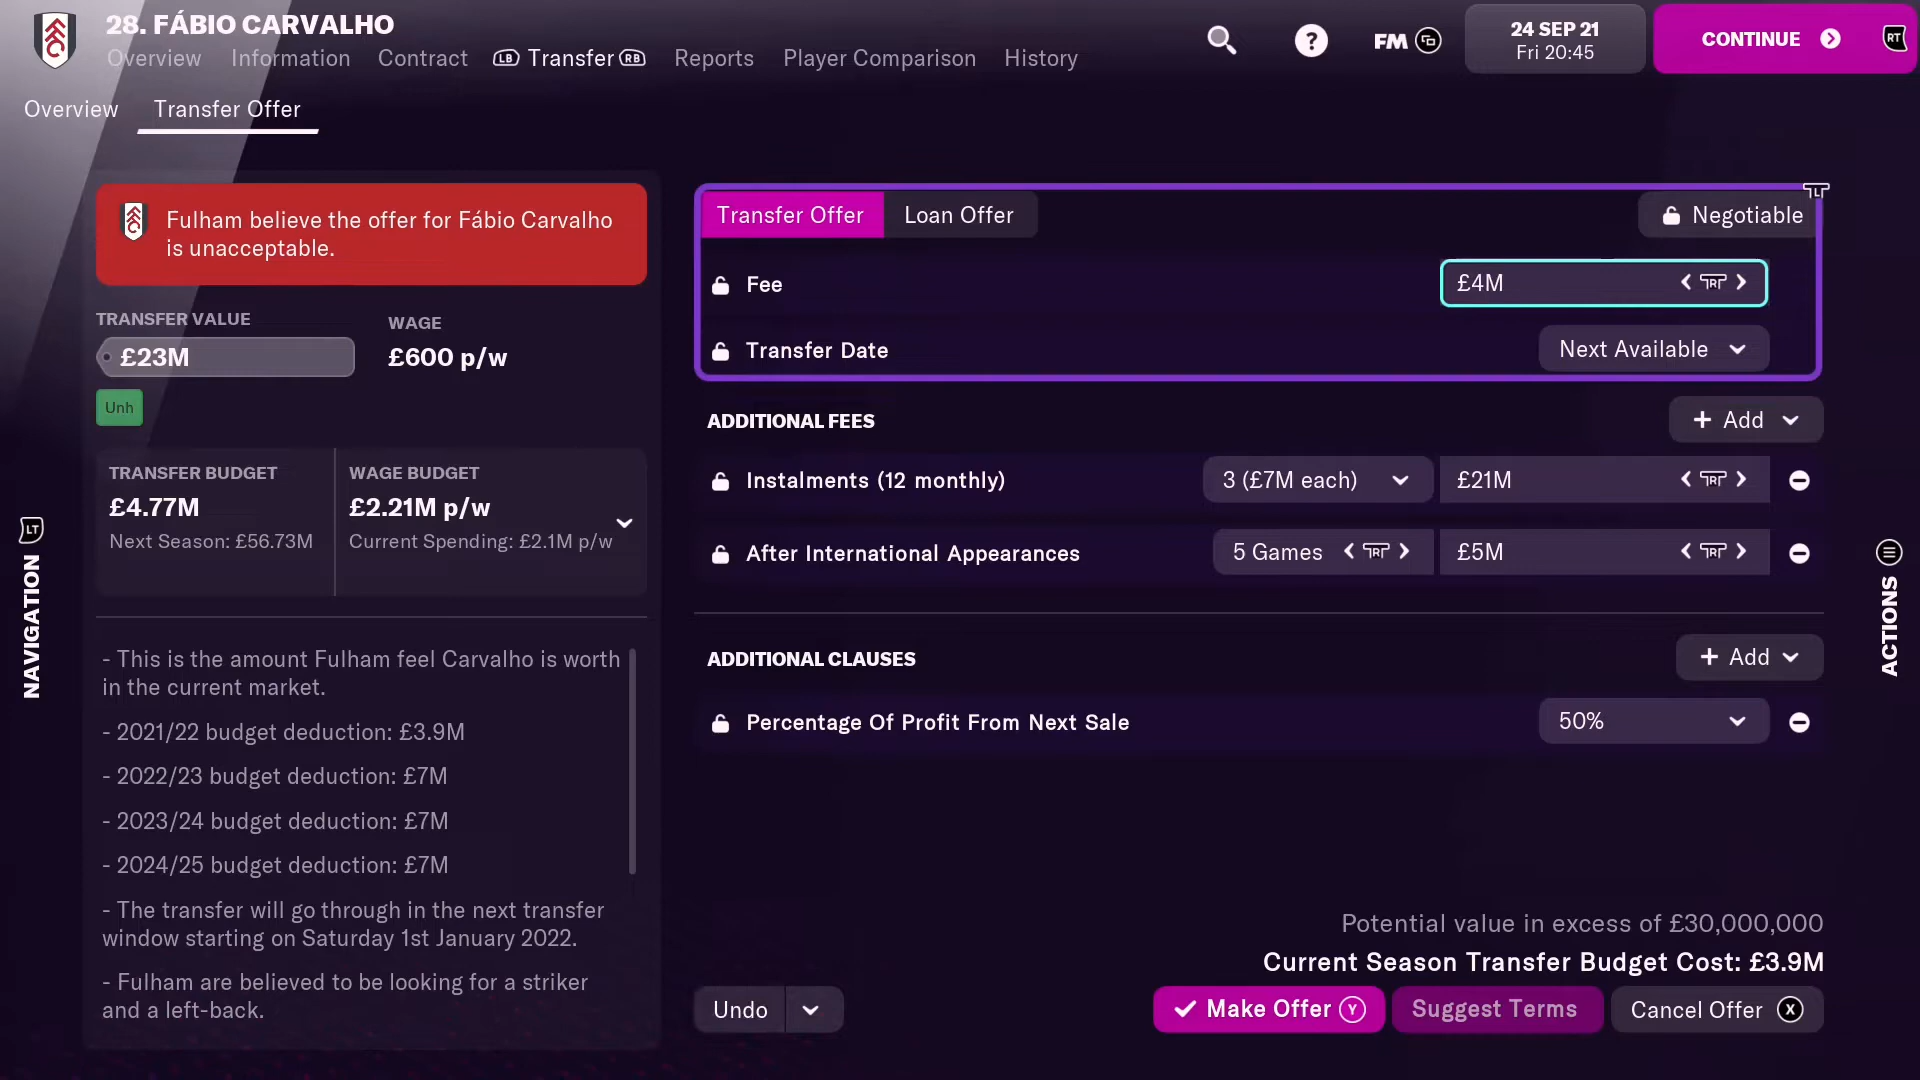 28. FÁBIO CARVALHO
Overview Information Contract LB Transfer RB Reports Player Comparison History
? FM
24 SEP 21
Fri 20:45
CONTINUE RT
Overview Transfer Offer
Fulham believe the offer for Fábio Carvalho
is unacceptable.
TRANSFER VALUE
£23M
WAGE
£600 p/w
Unh
TRANSFER BUDGET
£4.77M
Next Season: £56.73M
WAGE BUDGET
£2.21M p/w
Current Spending: £2.1M p/w
- This is the amount Fulham feel Carvalho is worth
in the current market.
- 2021/22 budget deduction: £3.9M
- 2022/23 budget deduction: £7M
- 2023/24 budget deduction: £7M
- 2024/25 budget deduction: £7M
- The transfer will go through in the next transfer
window starting on Saturday 1st January 2022.
- Fulham are believed to be looking for a striker
and a left-back.
LT
NAVIGATION
Transfer Offer Loan Offer Negotiable
Fee £4M
Transfer Date Next Available
ADDITIONAL FEES + Add
Instalments (12 monthly) 3 (£7M each) £21M
After International Appearances 5 Games £5M
ADDITIONAL CLAUSES + Add
Percentage Of Profit From Next Sale 50%
Potential value in excess of £30,000,000
Current Season Transfer Budget Cost: £3.9M
Undo Make Offer Y Suggest Terms Cancel Offer X
ACTIONS